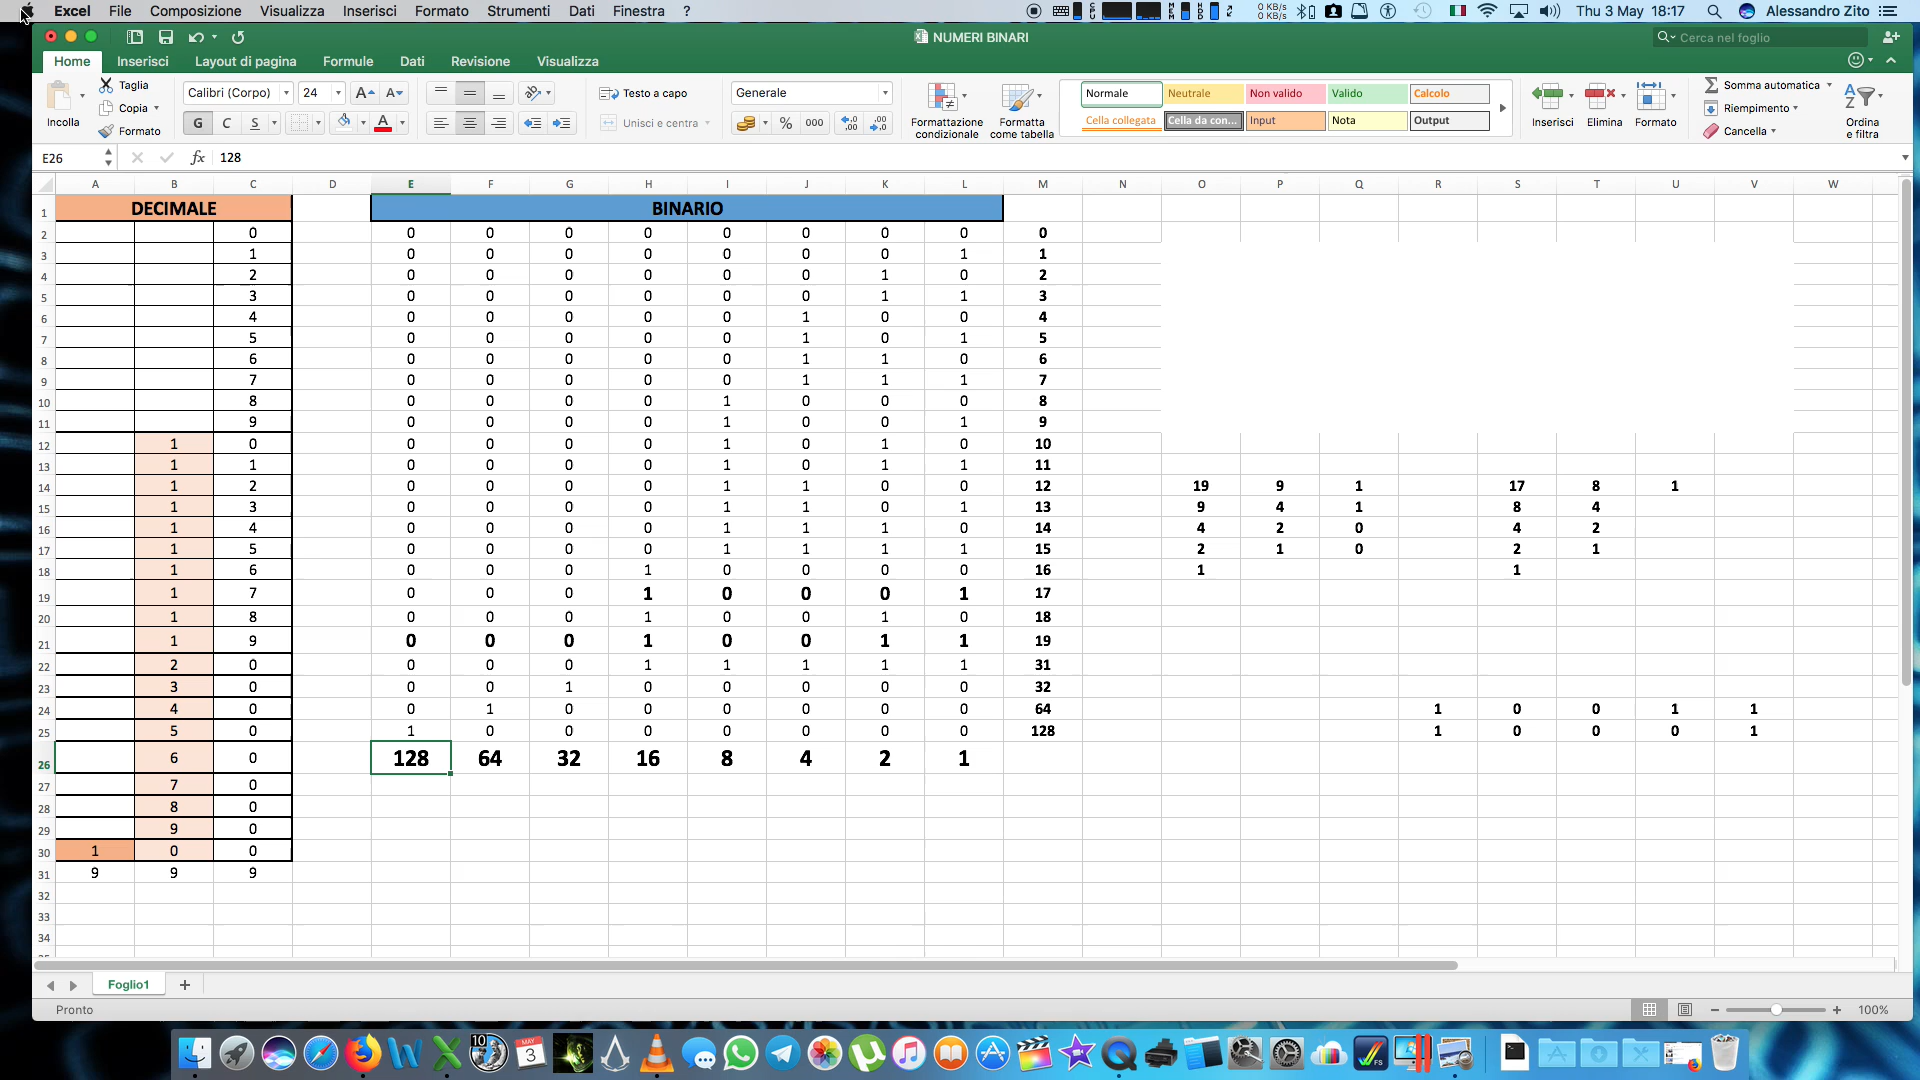 Excel File Composizione Visualizza Inserisci Formato Strumenti Dati Finestra ? 0 KB/s 0 KB/s Thu 3 May 18:17 Alessandro Zito
NUMERI BINARI Cerca nel foglio
Home Inserisci Layout di pagina Formule Dati Revisione Visualizza
Incolla Taglia Copia Formato Calibri (Corpo) 24 A A Testo a capo Generale Formattazione condizionale Formatta come tabella Normale Neutrale Non valido Valido Calcolo Inserisci Elimina Formato Somma automatica Riempimento Cancella Ordina e filtra
G C S A Unisci e centra % 000 Cella collegata Cella da con... Input Nota Output
E26 fx 128
A B C D E F G H I J K L M N O P Q R S T U V W
1 DECIMALE BINARIO
2 0 0 0 0 0 0 0 0 0 0
3 1 0 0 0 0 0 0 0 1 1
4 2 0 0 0 0 0 0 1 0 2
5 3 0 0 0 0 0 0 1 1 3
6 4 0 0 0 0 0 1 0 0 4
7 5 0 0 0 0 0 1 0 1 5
8 6 0 0 0 0 0 1 1 0 6
9 7 0 0 0 0 0 1 1 1 7
10 8 0 0 0 0 1 0 0 0 8
11 9 0 0 0 0 1 0 0 1 9
12 1 0 0 0 0 0 1 0 1 0 10
13 1 1 0 0 0 0 1 0 1 1 11
14 1 2 0 0 0 0 1 1 0 0 12 19 9 1 17 8 1
15 1 3 0 0 0 0 1 1 0 1 13 9 4 1 8 4
16 1 4 0 0 0 0 1 1 1 0 14 4 2 0 4 2
17 1 5 0 0 0 0 1 1 1 1 15 2 1 0 2 1
18 1 6 0 0 0 1 0 0 0 0 16 1 1
19 1 7 0 0 0 1 0 0 0 1 17
20 1 8 0 0 0 1 0 0 1 0 18
21 1 9 0 0 0 1 0 0 1 1 19
22 2 0 0 0 0 1 1 1 1 1 31
23 3 0 0 0 1 0 0 0 0 0 32
24 4 0 0 1 0 0 0 0 0 0 64 1 0 0 1 1
25 5 0 1 0 0 0 0 0 0 0 128 1 0 0 0 1
26 6 0 128 64 32 16 8 4 2 1
27 7 0
28 8 0
29 9 0
30 1 0 0
31 9 9 9
32
33
34
Foglio1 +
Pronto 100%
MAY 3